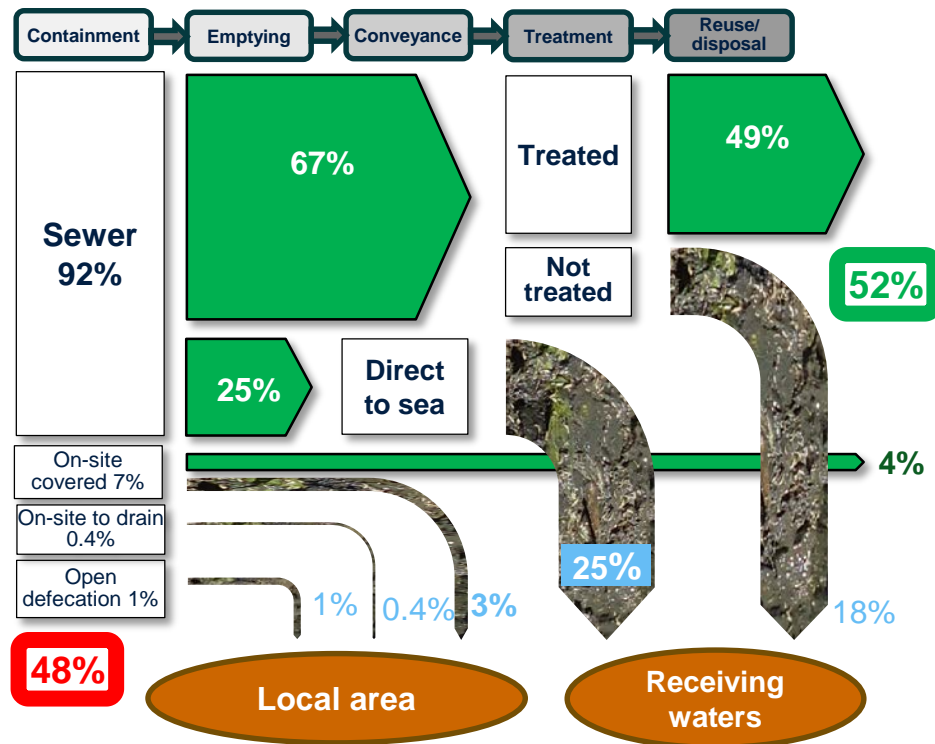 Containment
Emptying
Conveyance
Treatment
Reuse/
disposal
Sewer
92%
67%
Treated
49%
Not
treated
52%
25%
Direct
to sea
On-site
covered 7%
4%
On-site to drain
0.4%
Open
defecation 1%
1%
0.4%
3%
25%
18%
48%
Local area
Receiving
waters